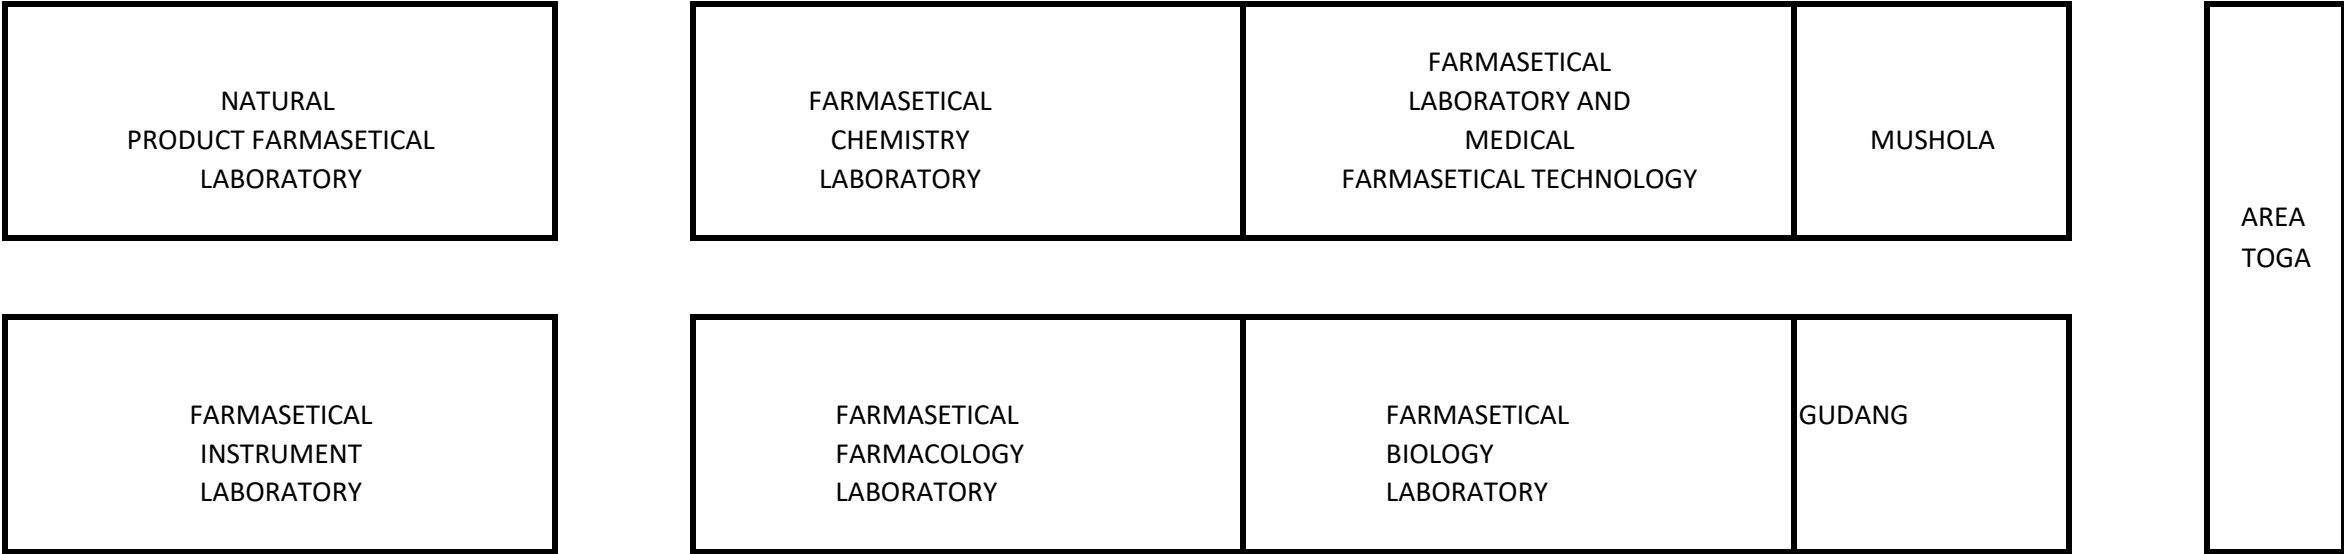 NATURAL
PRODUCT FARMASETICAL
LABORATORY
FARMASETICAL
CHEMISTRY
LABORATORY
FARMASETICAL
LABORATORY AND
MEDICAL
FARMASETICAL TECHNOLOGY
MUSHOLA
AREA
TOGA
FARMASETICAL
INSTRUMENT
LABORATORY
FARMASETICAL
FARMACOLOGY
LABORATORY
FARMASETICAL
BIOLOGY
LABORATORY
GUDANG